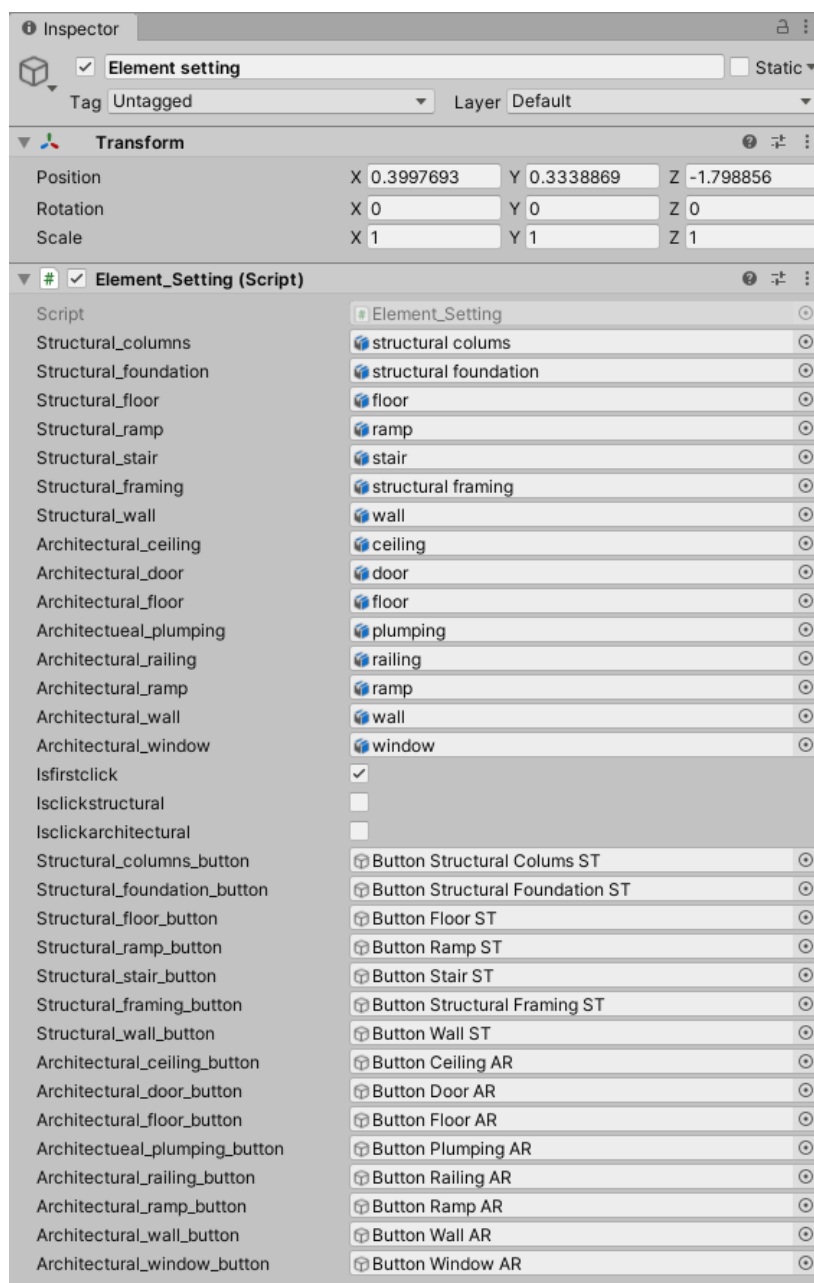 Inspector
Element setting Static
Tag Untagged Layer Default
Transform
Position X 0.3997693 Y 0.3338869 Z -1.798856
Rotation X 0 Y 0 Z 0
Scale X 1 Y 1 Z 1
# Element_Setting (Script)
Script # Element_Setting
Structural_columns structural colums
Structural_foundation structural foundation
Structural_floor floor
Structural_ramp ramp
Structural_stair stair
Structural_framing structural framing
Structural_wall wall
Architectural_ceiling ceiling
Architectural_door door
Architectural_floor floor
Architectueal_plumping plumping
Architectural_railing railing
Architectural_ramp ramp
Architectural_wall wall
Architectural_window window
Isfirstclick
Isclickstructural
Isclickarchitectural
Structural_columns_button Button Structural Colums ST
Structural_foundation_button Button Structural Foundation ST
Structural_floor_button Button Floor ST
Structural_ramp_button Button Ramp ST
Structural_stair_button Button Stair ST
Structural_framing_button Button Structural Framing ST
Structural_wall_button Button Wall ST
Architectural_ceiling_button Button Ceiling AR
Architectural_door_button Button Door AR
Architectural_floor_button Button Floor AR
Architectueal_plumping_button Button Plumping AR
Architectural_railing_button Button Railing AR
Architectural_ramp_button Button Ramp AR
Architectural_wall_button Button Wall AR
Architectural_window_button Button Window AR